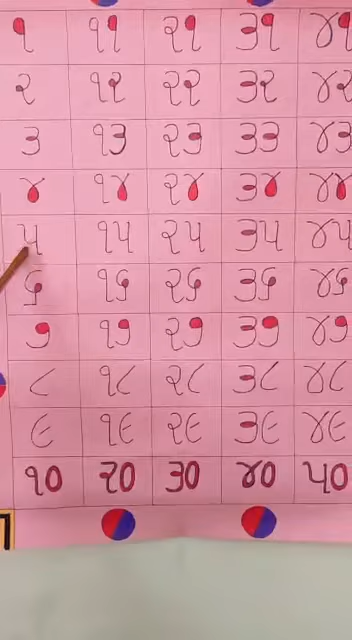 ૧ ૧૧ ૨૧ ૩૧ ૪૧
૨ ૧૨ ૨૨ ૩૨ ૪૨
૩ ૧૩ ૨૩ ૩૩ ૪૩
૪ ૧૪ ૨૪ ૩૪ ૪૪
૫ ૧૫ ૨૫ ૩૫ ૪૫
૬ ૧૬ ૨૬ ૩૬ ૪૬
૭ ૧૭ ૨૭ ૩૭ ૪૭
૮ ૧૮ ૨૮ ૩૮ ૪૮
૯ ૧૯ ૨૯ ૩૯ ૪૯
૧૦ ૨૦ ૩૦ ૪૦ ૫૦